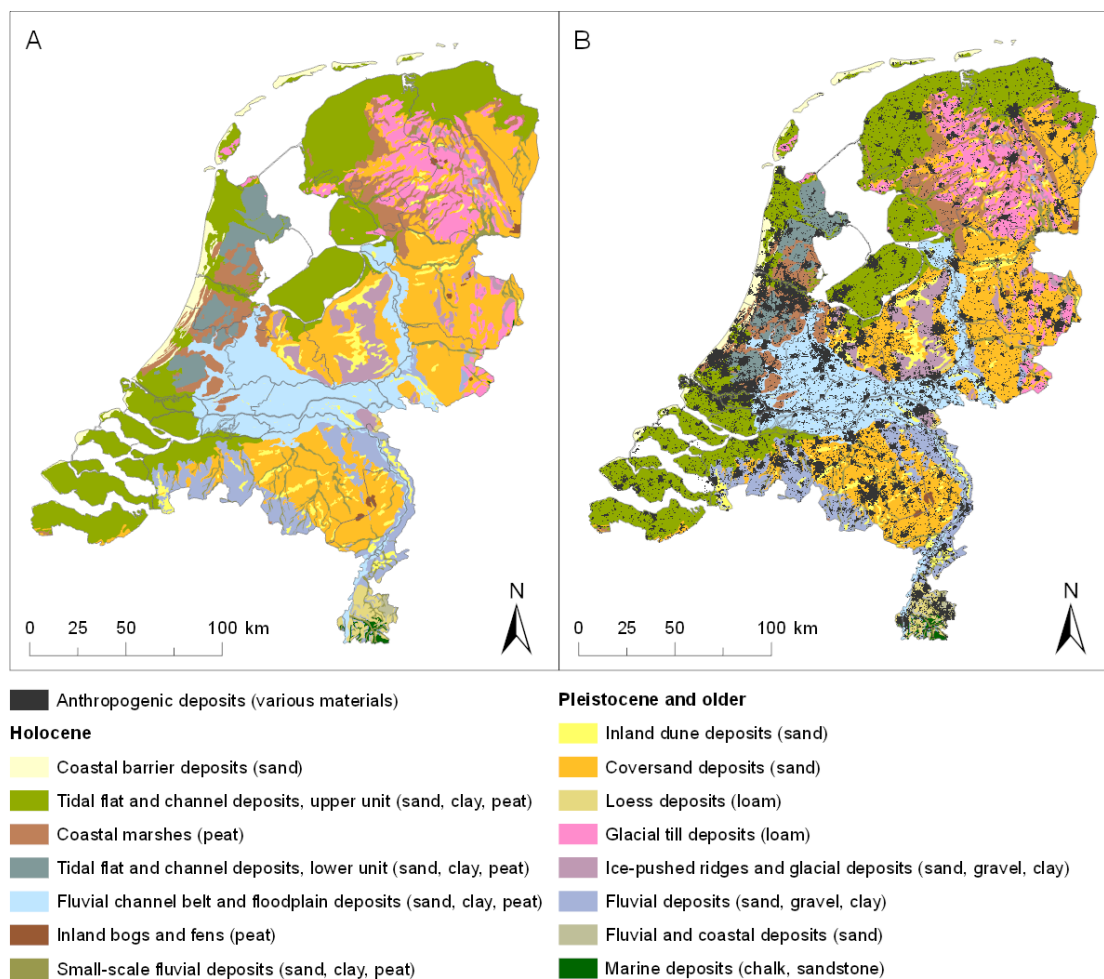 A
B
N
N
0 25 50 100 km
0 25 50 100 km
Anthropogenic deposits (various materials)
Holocene
Coastal barrier deposits (sand)
Tidal flat and channel deposits, upper unit (sand, clay, peat)
Coastal marshes (peat)
Tidal flat and channel deposits, lower unit (sand, clay, peat)
Fluvial channel belt and floodplain deposits (sand, clay, peat)
Inland bogs and fens (peat)
Small-scale fluvial deposits (sand, clay, peat)
Pleistocene and older
Inland dune deposits (sand)
Coversand deposits (sand)
Loess deposits (loam)
Glacial till deposits (loam)
Ice-pushed ridges and glacial deposits (sand, gravel, clay)
Fluvial deposits (sand, gravel, clay)
Fluvial and coastal deposits (sand)
Marine deposits (chalk, sandstone)